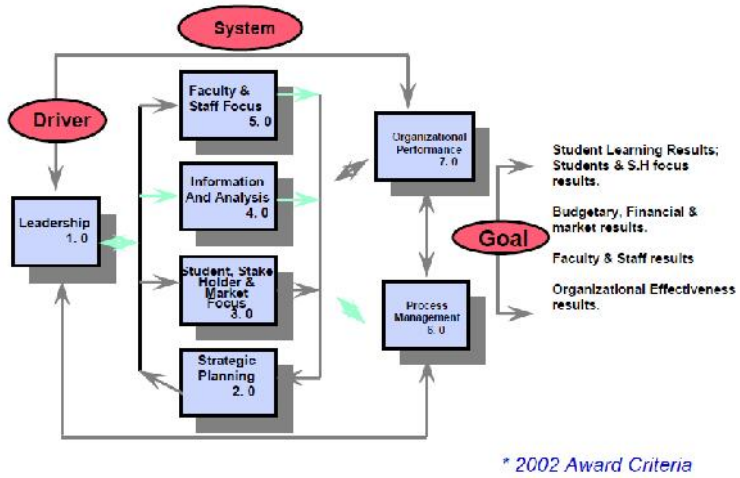 System
Driver
Faculty &
Staff Focus
5. 0
Organizational
Performance
7. 0
Student Learning Results;
Students & S.H focus
results.
Information
And Analysis
4. 0
Leadership
1. 0
Budgetary, Financial &
market results.
Goal
Faculty & Staff results
Student, Stake
Holder &
Market
Focus
3. 0
Organizational Effectiveness
results.
Process
Management
6. 0
Strategic
Planning
2. 0
* 2002 Award Criteria